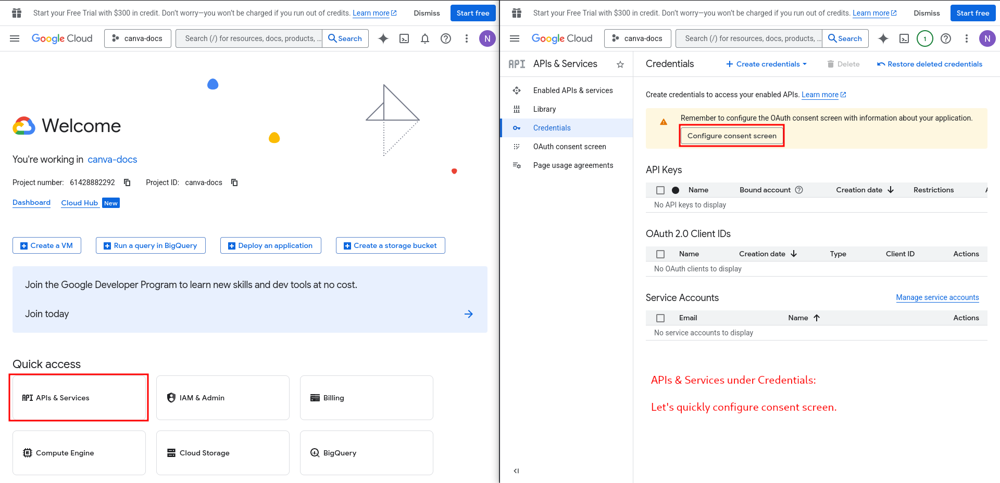 Start your Free Trial with $300 in credit. Don't worry—you won't be charged if you run out of credits. Learn more
Dismiss
Start free
Google Cloud
canva-docs
Search (/) for resources, docs, products, ...
Search
N
Welcome
You're working in canva-docs
Project number: 61428882292
Project ID: canva-docs
Dashboard
Cloud Hub New
Create a VM
Run a query in BigQuery
Deploy an application
Create a storage bucket
Join the Google Developer Program to learn new skills and dev tools at no cost.
Join today
Quick access
API APIs & Services
IAM & Admin
Billing
Compute Engine
Cloud Storage
BigQuery
Start your Free Trial with $300 in credit. Don't worry—you won't be charged if you run out of credits. Learn more
Dismiss
Start free
Google Cloud
canva-docs
Search (/) for resources, docs, products, ...
Search
1
N
API APIs & Services
Enabled APIs & services
Library
Credentials
OAuth consent screen
Page usage agreements
Credentials
Create credentials
Delete
Restore deleted credentials
Create credentials to access your enabled APIs. Learn more
Remember to configure the OAuth consent screen with information about your application.
Configure consent screen
API Keys
Name Bound account Creation date Restrictions
No API keys to display
OAuth 2.0 Client IDs
Name Creation date Type Client ID Actions
No OAuth clients to display
Service Accounts
Manage service accounts
Email Name Actions
No service accounts to display
APIs & Services under Credentials:
Let's quickly configure consent screen.